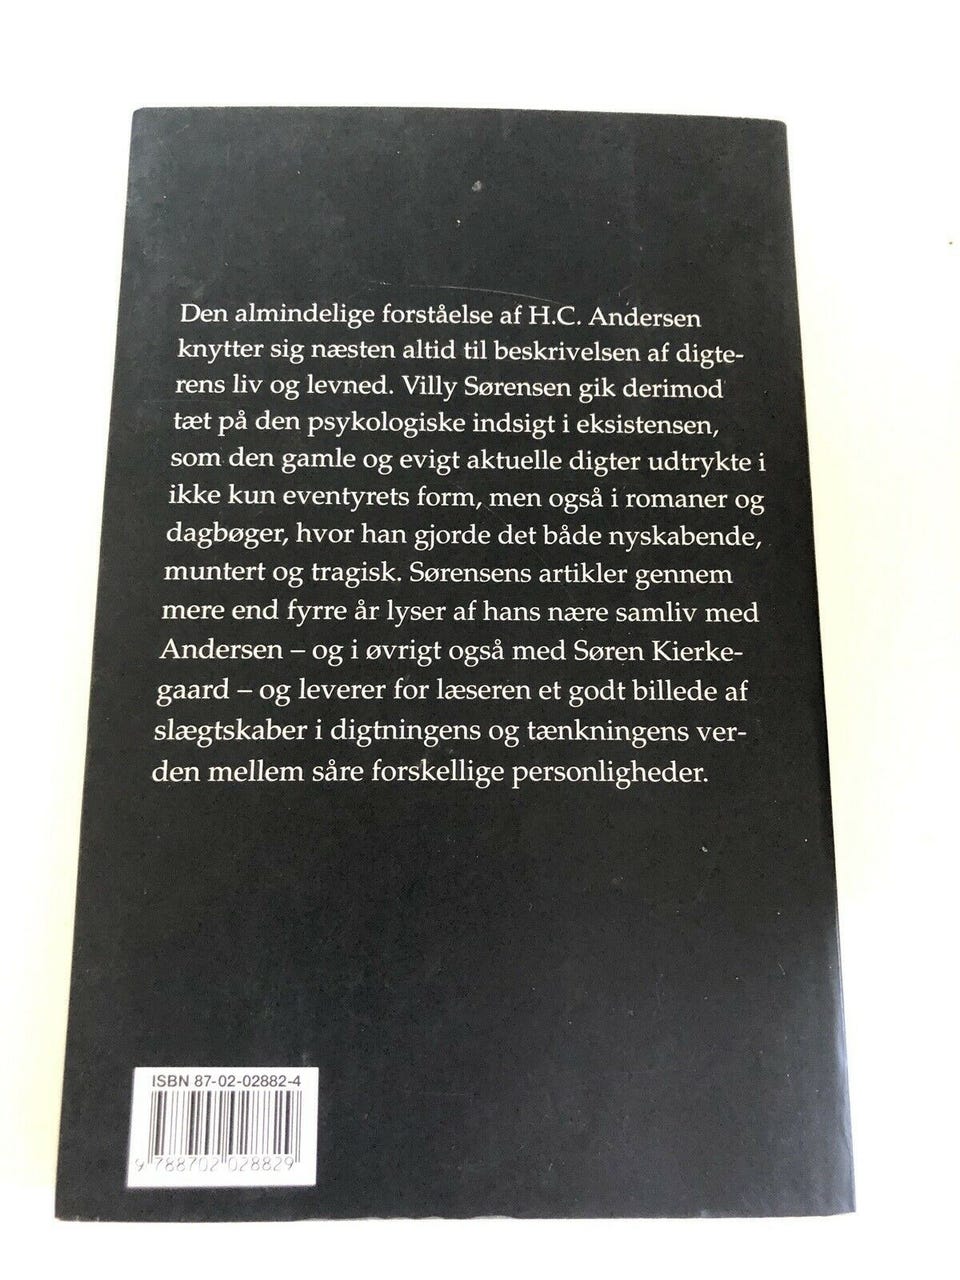 Den almindelige forståelse af H.C. Andersen
knytter sig næsten altid til beskrivelsen af digte-
rens liv og levned. Villy Sørensen gik derimod
tæt på den psykologiske indsigt i eksistensen,
som den gamle og evigt aktuelle digter udtrykte i
ikke kun eventyrets form, men også i romaner og
dagbøger, hvor han gjorde det både nyskabende,
muntert og tragisk. Sørensens artikler gennem
mere end fyrre år lyser af hans nære samliv med
Andersen – og i øvrigt også med Søren Kierke-
gaard – og leverer for læseren et godt billede af
slægtskaber i digtningens og tænkningens ver-
den mellem såre forskellige personligheder.
ISBN 87-02-02882-4
9 788702 028829